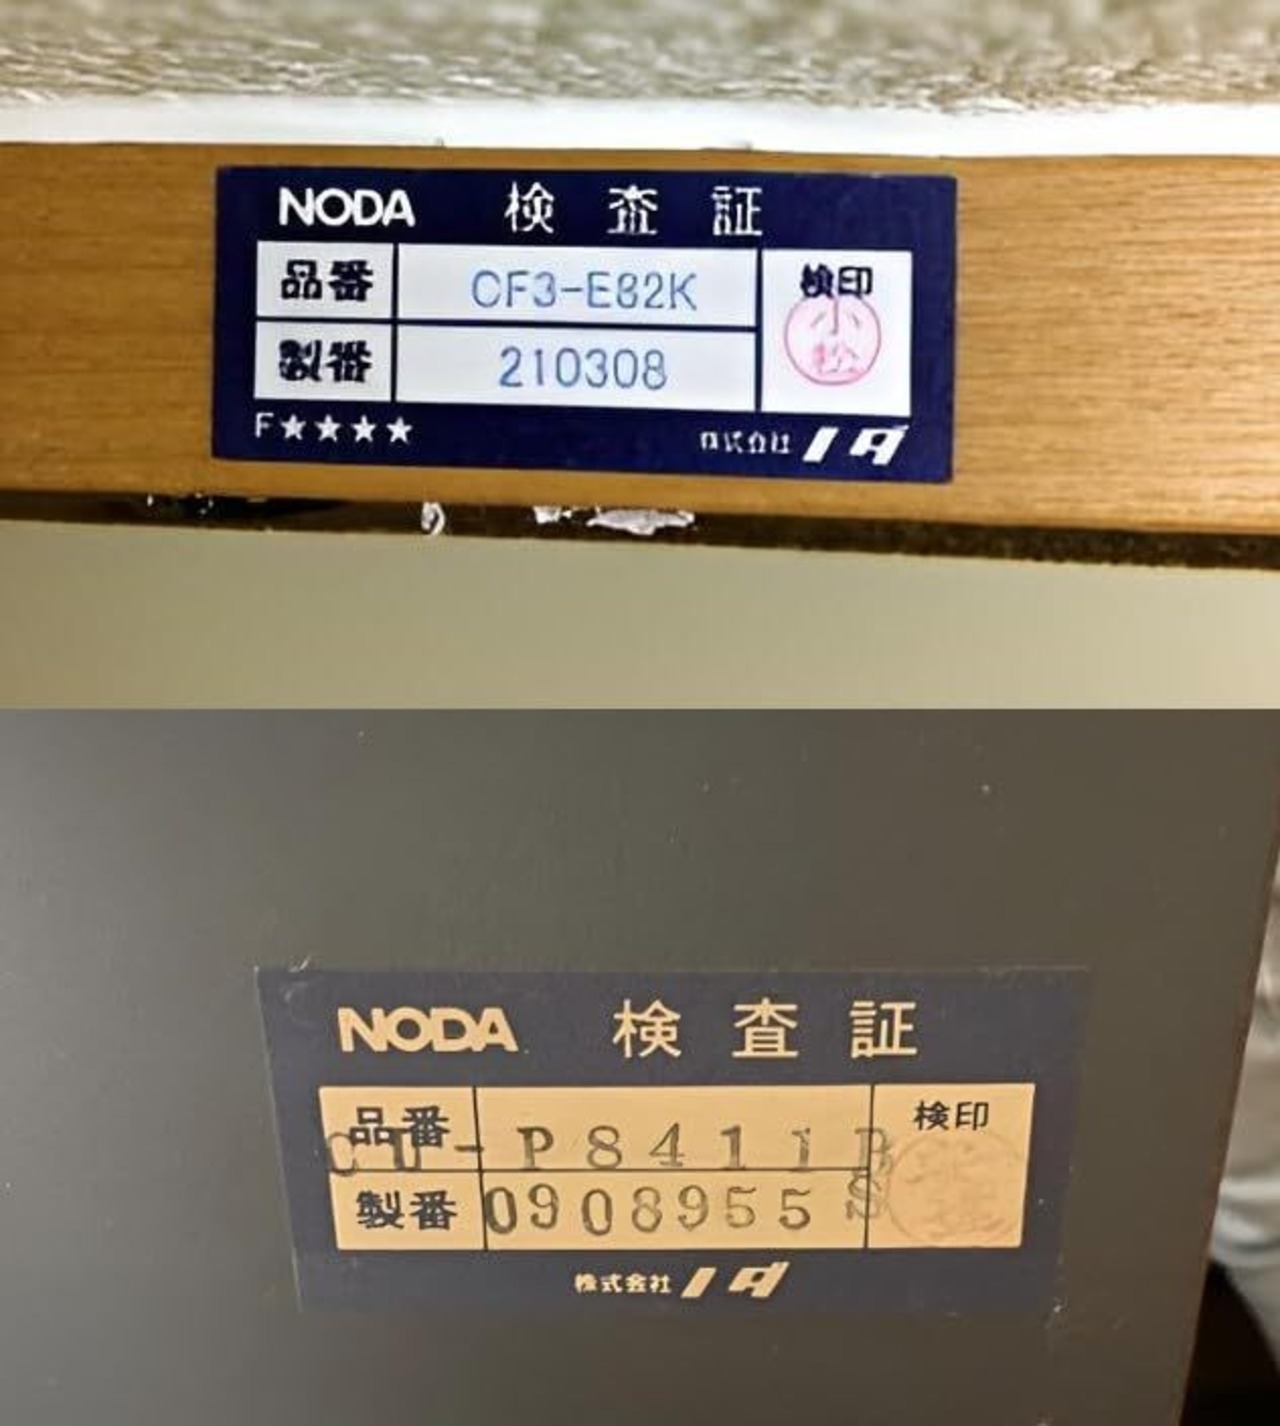 NODA 検査証
品番 CF3-E82K 検印
製番 210308
F★★★★ 株式会社ノダ
NODA 検査証
品番 CU-P8411B 検印
製番 0908955 S
株式会社ノダ